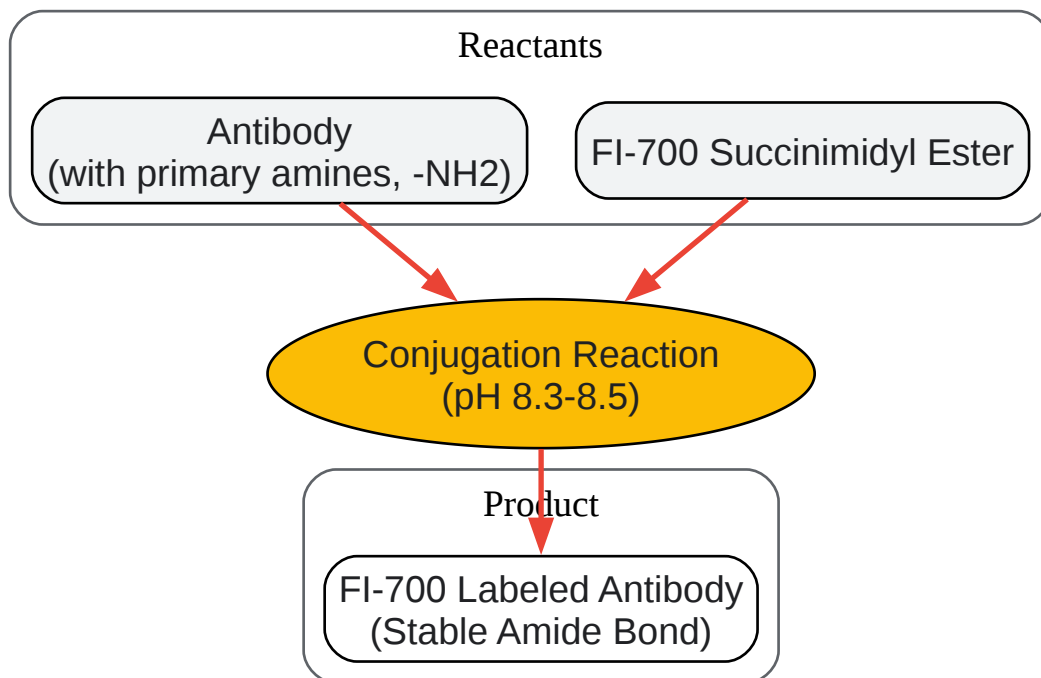 Reactants
Antibody
(with primary amines, -NH2)
FI-700 Succinimidyl Ester
Conjugation Reaction
(pH 8.3-8.5)
Product
FI-700 Labeled Antibody
(Stable Amide Bond)